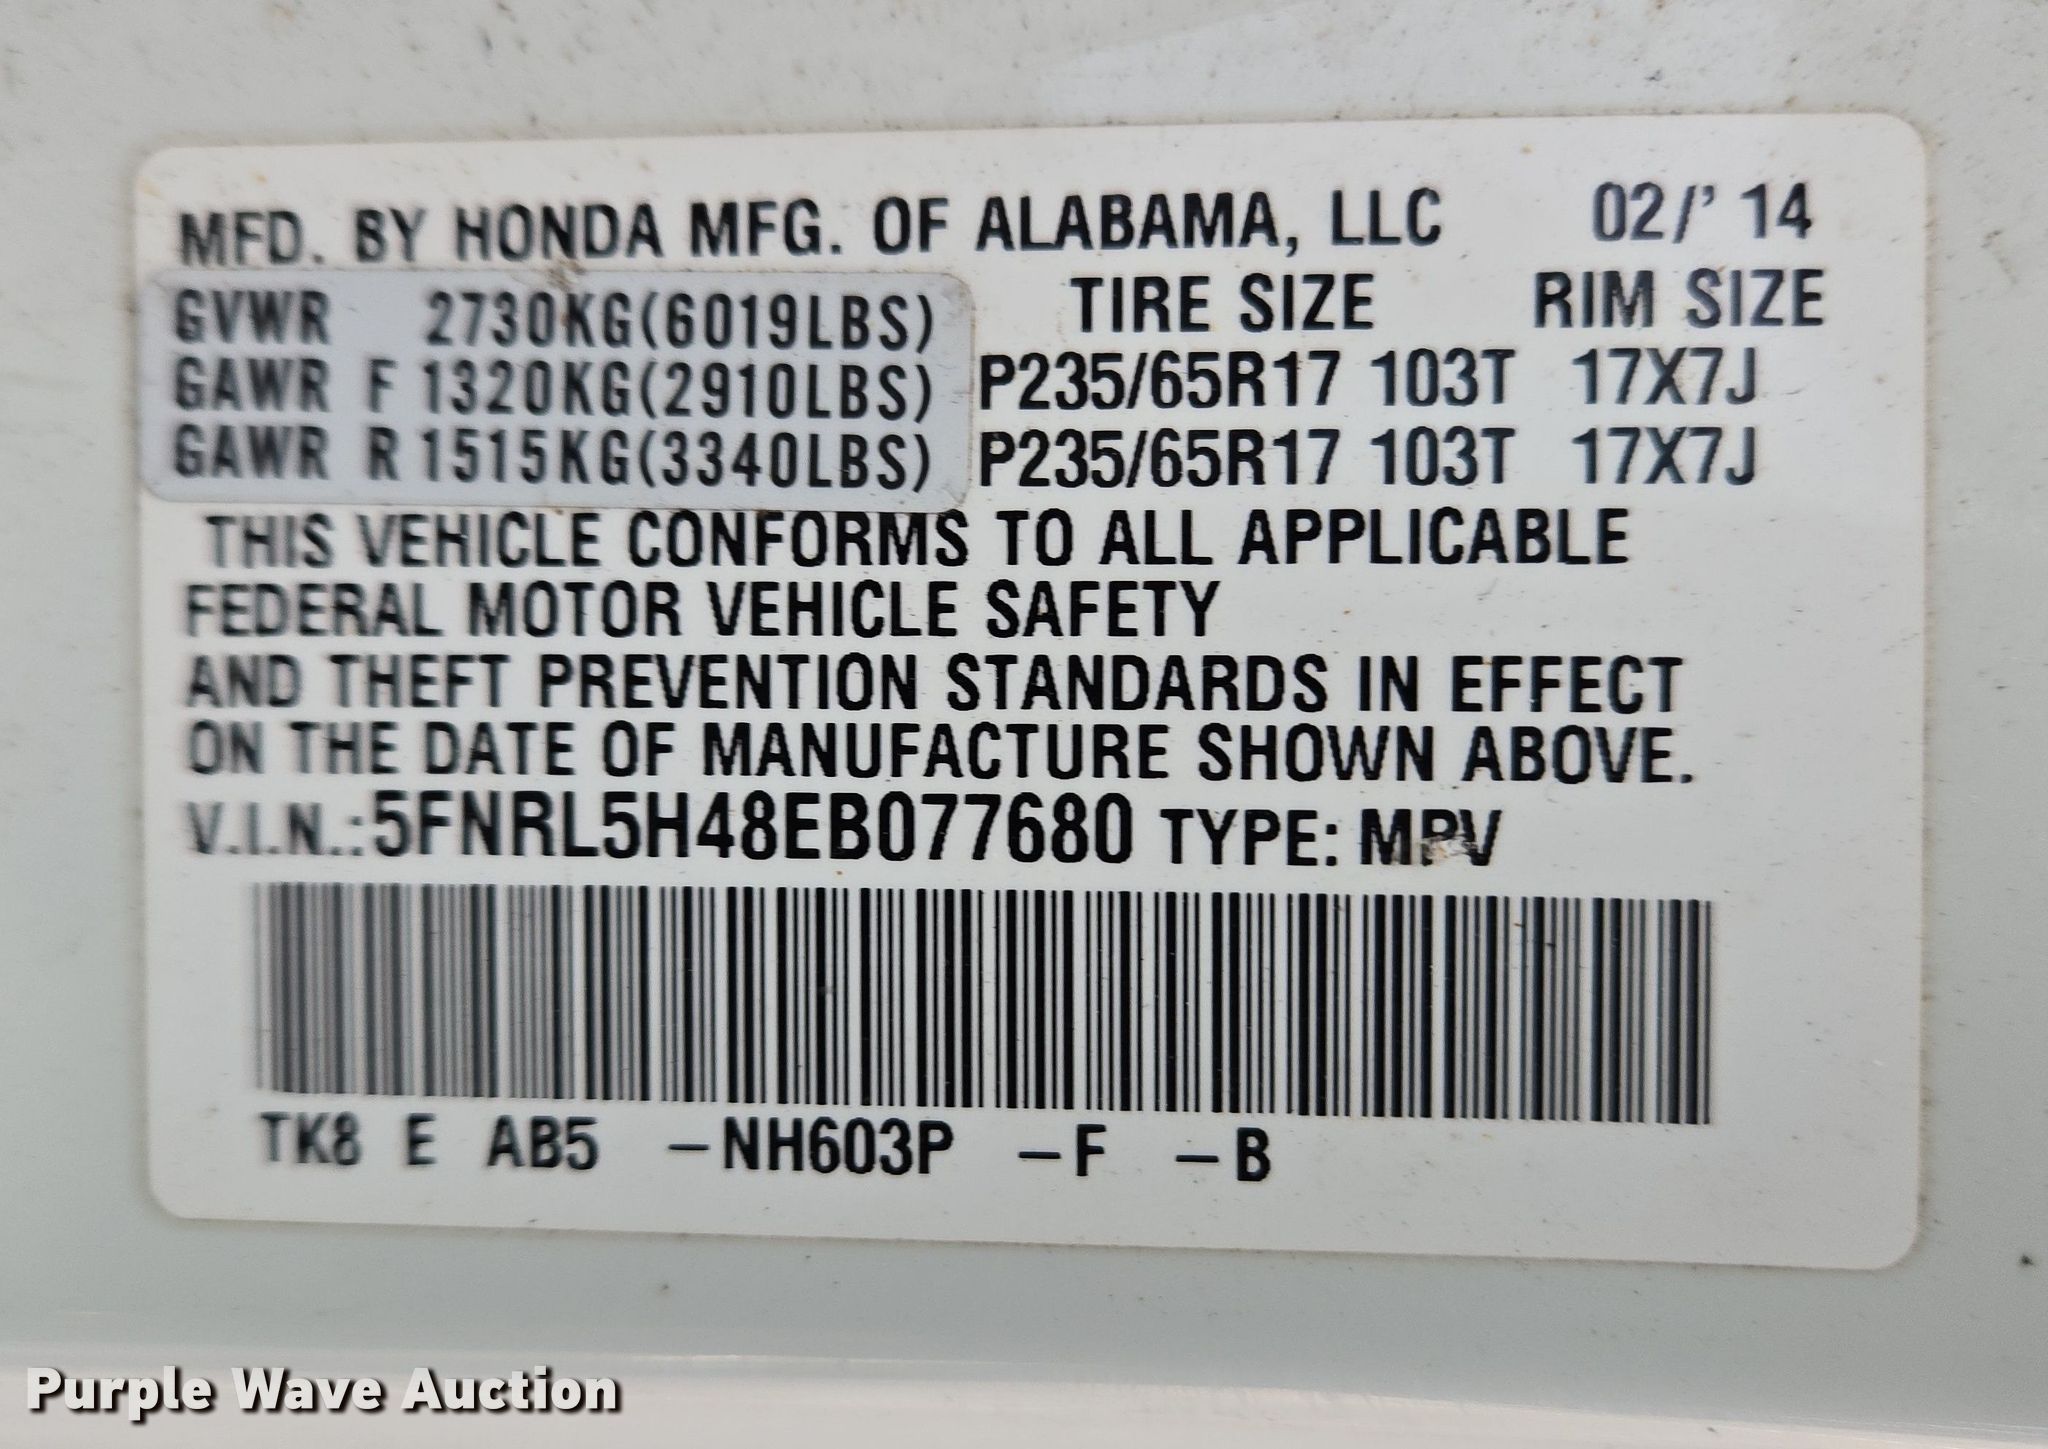 MFD. BY HONDA MFG. OF ALABAMA, LLC 02/' 14
TIRE SIZE RIM SIZE
GVWR 2730KG(6019LBS)
GAWR F 1320KG(2910LBS) P235/65R17 103T 17X7J
GAWR R 1515KG(3340LBS) P235/65R17 103T 17X7J
THIS VEHICLE CONFORMS TO ALL APPLICABLE
FEDERAL MOTOR VEHICLE SAFETY
AND THEFT PREVENTION STANDARDS IN EFFECT
ON THE DATE OF MANUFACTURE SHOWN ABOVE.
V.I.N.:5FNRL5H48EB077680 TYPE: MPV
TK8 E AB5 -NH603P -F -B
Purple Wave Auction